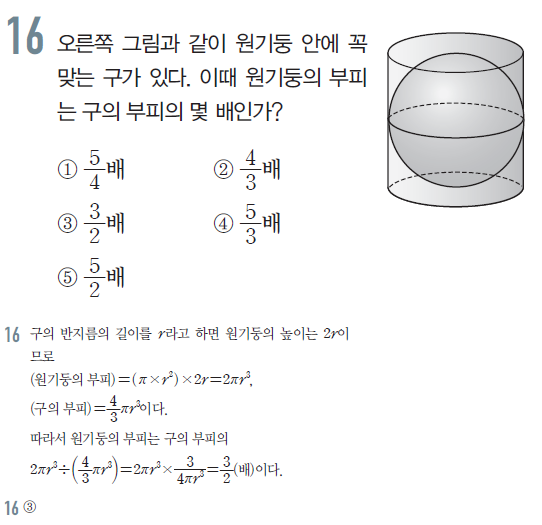 16 오른쪽 그림과 같이 원기둥 안에 꼭
맞는 구가 있다. 이때 원기둥의 부피
는 구의 부피의 몇 배인가?
① 5/4배 ② 4/3배
③ 3/2배 ④ 5/3배
⑤ 5/2배
16 구의 반지름의 길이를 r라고 하면 원기둥의 높이는 2r이
므로
(원기둥의 부피)=(π×r²)×2r=2πr³,
(구의 부피)=4/3πr³이다.
따라서 원기둥의 부피는 구의 부피의
2πr³÷(4/3πr³)=2πr³×3/4πr³=3/2(배)이다.
16 ③